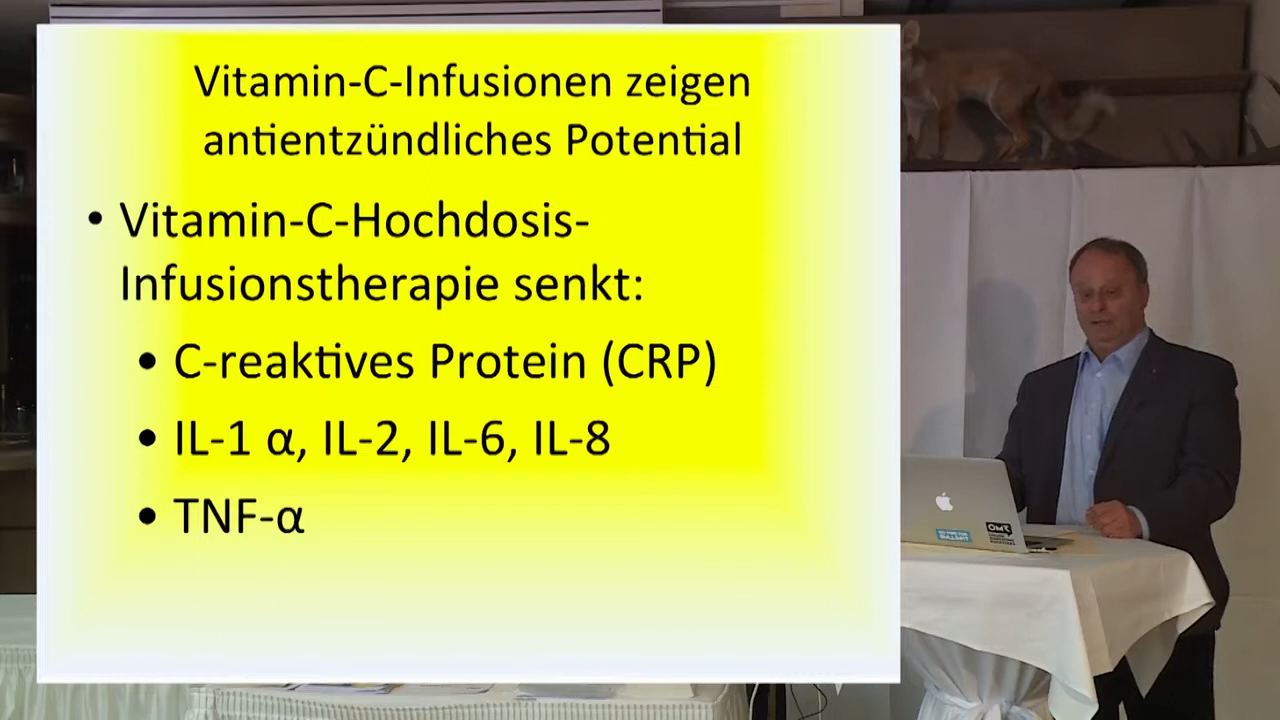 Vitamin-C-Infusionen zeigen
antientzündliches Potential
• Vitamin-C-Hochdosis-
Infusionstherapie senkt:
• C-reaktives Protein (CRP)
• IL-1 α, IL-2, IL-6, IL-8
• TNF-α
OMR